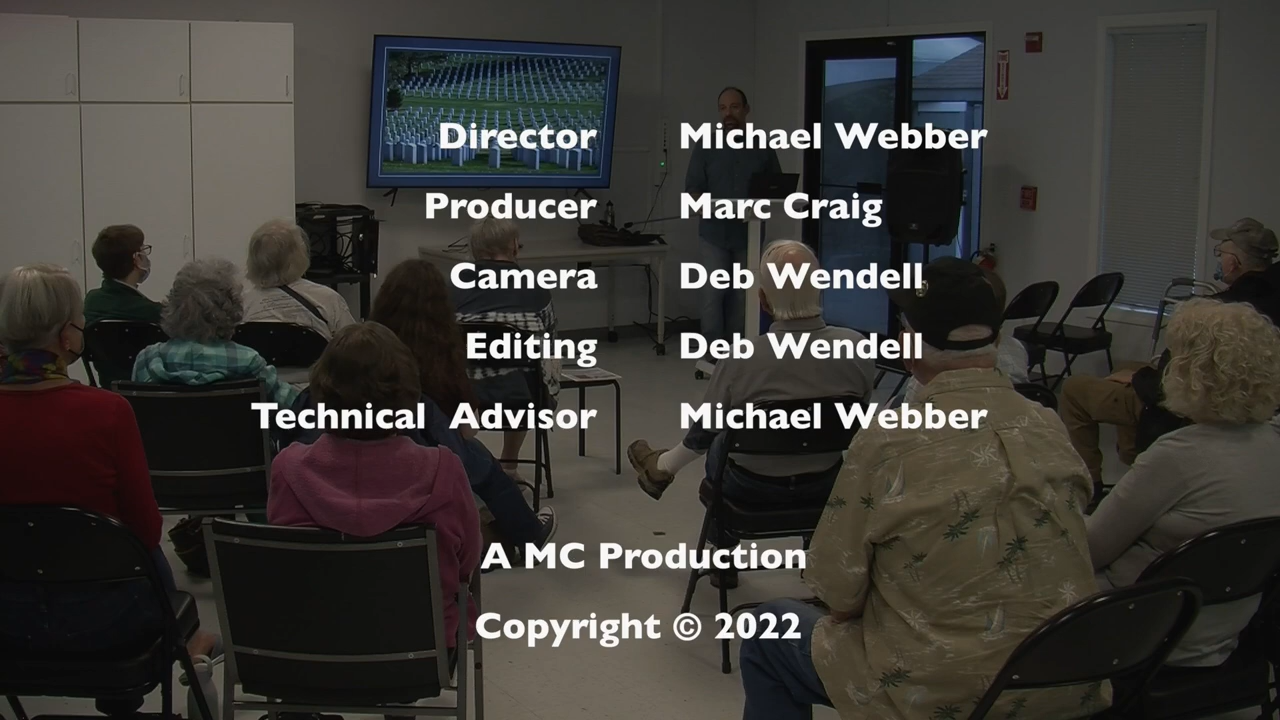 Director Michael Webber
Producer Marc Craig
Camera Deb Wendell
Editing Deb Wendell
Technical Advisor Michael Webber
A MC Production
Copyright © 2022